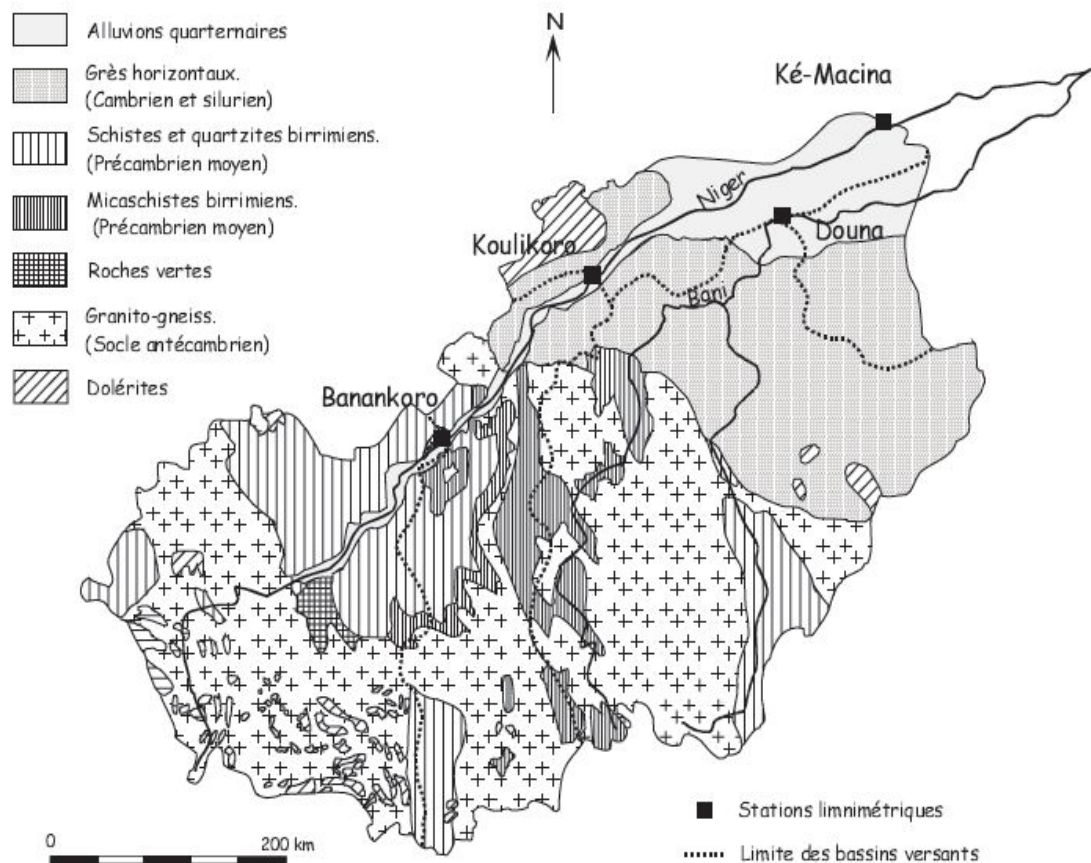 Alluvions quarternaires
Grès horizontaux.
(Cambrien et silurien)
Schistes et quartzites birrimiens.
(Précambrien moyen)
Micaschistes birrimiens.
(Précambrien moyen)
Roches vertes
Granito-gneiss.
(Socle antécambrien)
Dolérites
N
Ké-Macina
Niger
Koulikoro
Douna
Bani
Banankoro
0 200 km
Stations limnimétriques
Limite des bassins versants